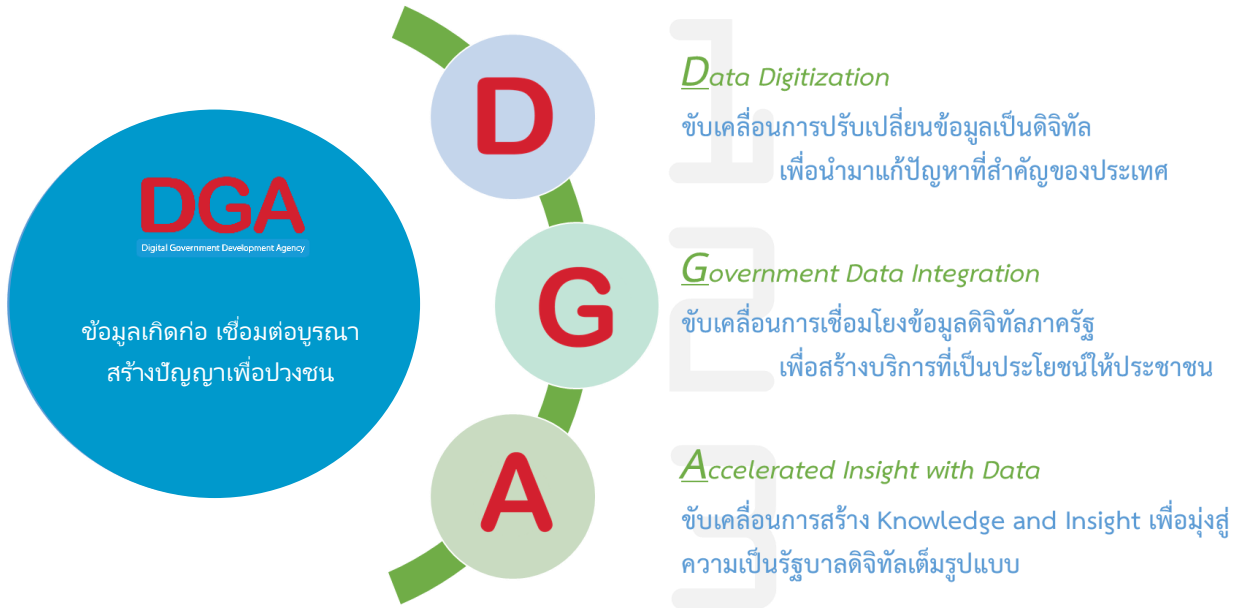 DGA
Digital Government Development Agency
ข้อมูลเกิดก่อ เชื่อมต่อบูรณา
สร้างปัญญาเพื่อปวงชน
D
G
A
1
Data Digitization
ขับเคลื่อนการปรับเปลี่ยนข้อมูลเป็นดิจิทัล
เพื่อนำมาแก้ปัญหาที่สำคัญของประเทศ
2
Government Data Integration
ขับเคลื่อนการเชื่อมโยงข้อมูลดิจิทัลภาครัฐ
เพื่อสร้างบริการที่เป็นประโยชน์ให้ประชาชน
3
Accelerated Insight with Data
ขับเคลื่อนการสร้าง Knowledge and Insight เพื่อมุ่งสู่
ความเป็นรัฐบาลดิจิทัลเต็มรูปแบบ